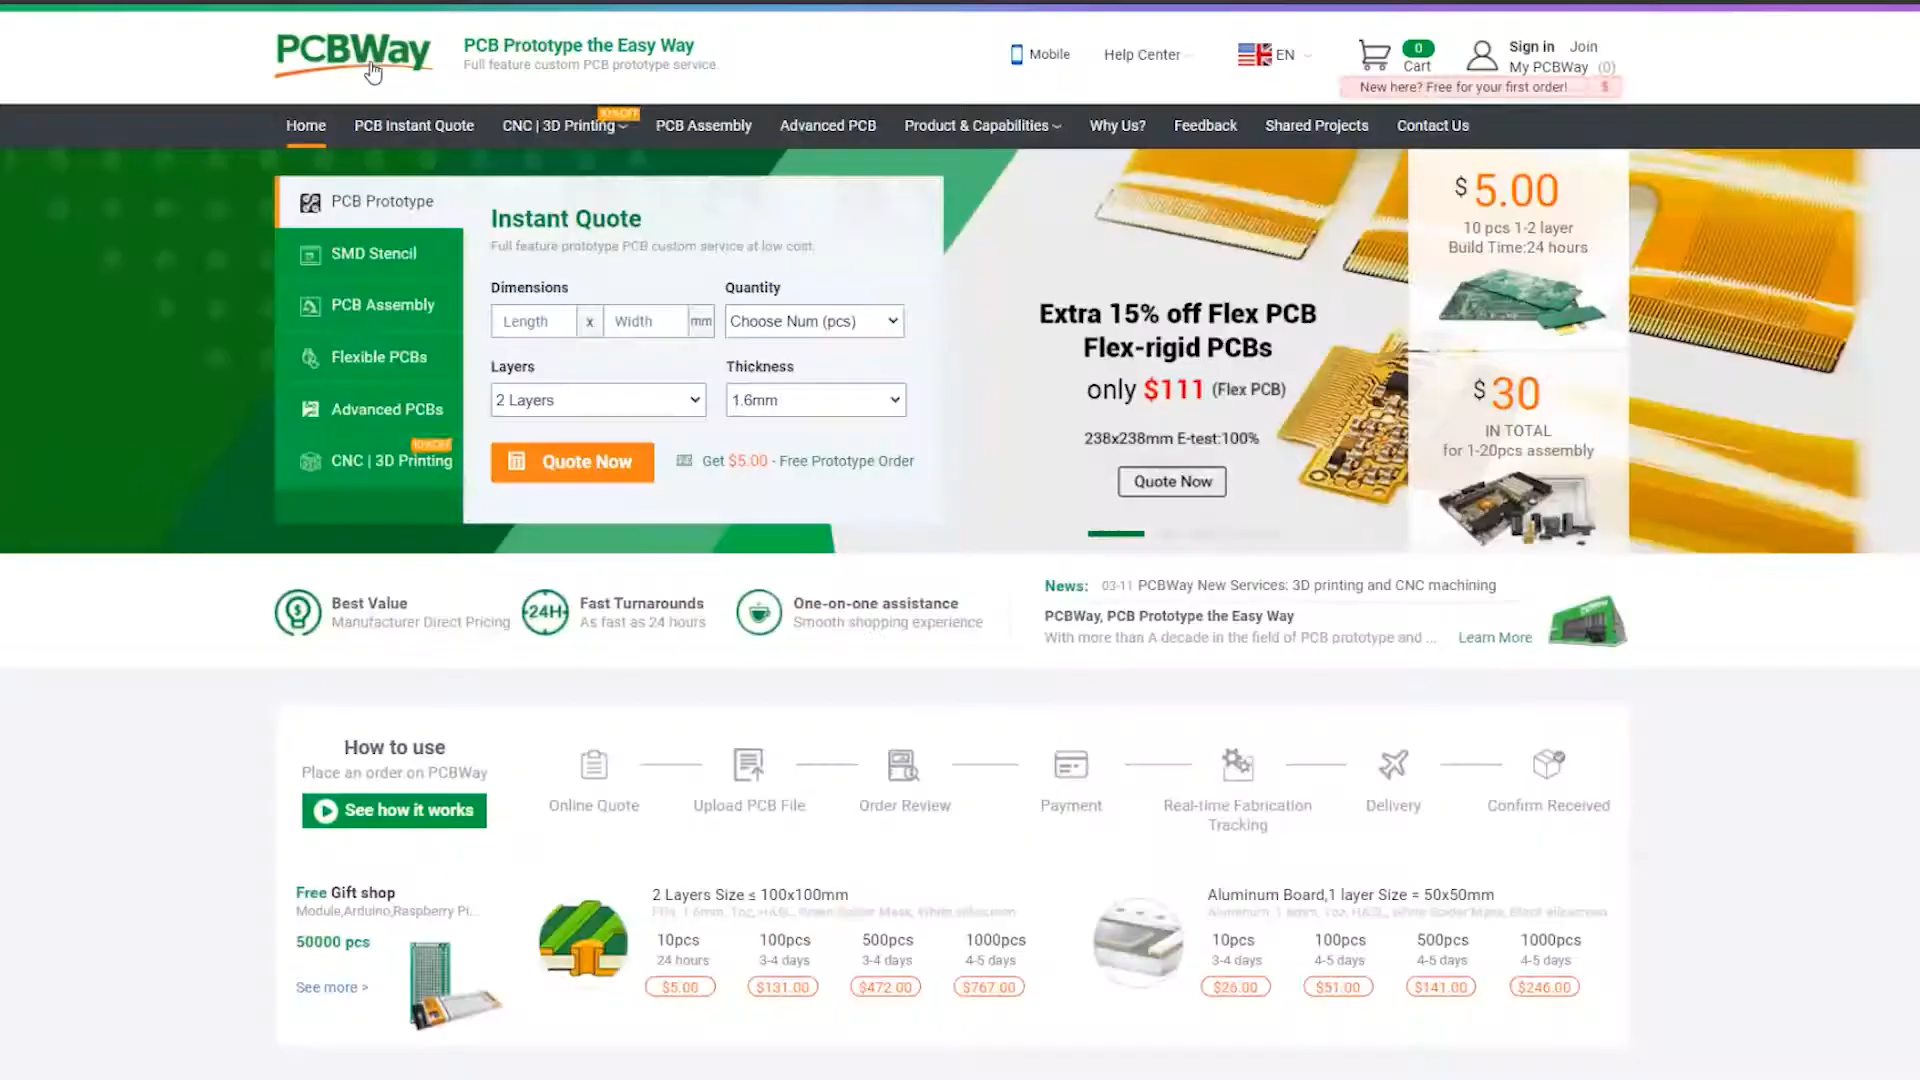 PCBWay
PCB Prototype the Easy Way
Full feature custom PCB prototype service.
Mobile
Help Center
EN
0
Cart
Sign in Join
My PCBWay (0)
New here? Free for your first order! $
Home
PCB Instant Quote
CNC | 3D Printing
PCB Assembly
Advanced PCB
Product & Capabilities
Why Us?
Feedback
Shared Projects
Contact Us
PCB Prototype
SMD Stencil
PCB Assembly
Flexible PCBs
Advanced PCBs
CNC | 3D Printing
Instant Quote
Full feature prototype PCB custom service at low cost.
Dimensions
Quantity
Length x Width mm
Choose Num (pcs)
Layers
Thickness
2 Layers
1.6mm
Quote Now
Get $5.00 - Free Prototype Order
Extra 15% off Flex PCB
Flex-rigid PCBs
only $111 (Flex PCB)
238x238mm E-test:100%
Quote Now
$5.00
10 pcs 1-2 layer
Build Time:24 hours
$30
IN TOTAL
for 1-20pcs assembly
Best Value
Manufacturer Direct Pricing
24H
Fast Turnarounds
As fast as 24 hours
One-on-one assistance
Smooth shopping experience
News: 03-11 PCBWay New Services: 3D printing and CNC machining
PCBWay, PCB Prototype the Easy Way
With more than A decade in the field of PCB prototype and ... Learn More
How to use
Place an order on PCBWay
See how it works
Online Quote
Upload PCB File
Order Review
Payment
Real-time Fabrication
Tracking
Delivery
Confirm Received
Free Gift shop
Module,Arduino,Raspberry Pi...
50000 pcs
See more >
2 Layers Size ≤ 100x100mm
10pcs 100pcs 500pcs 1000pcs
24 hours 3-4 days 3-4 days 4-5 days
$5.00 $131.00 $472.00 $767.00
Aluminum Board,1 layer Size = 50x50mm
10pcs 100pcs 500pcs 1000pcs
3-4 days 4-5 days 4-5 days 4-5 days
$26.00 $51.00 $141.00 $246.00